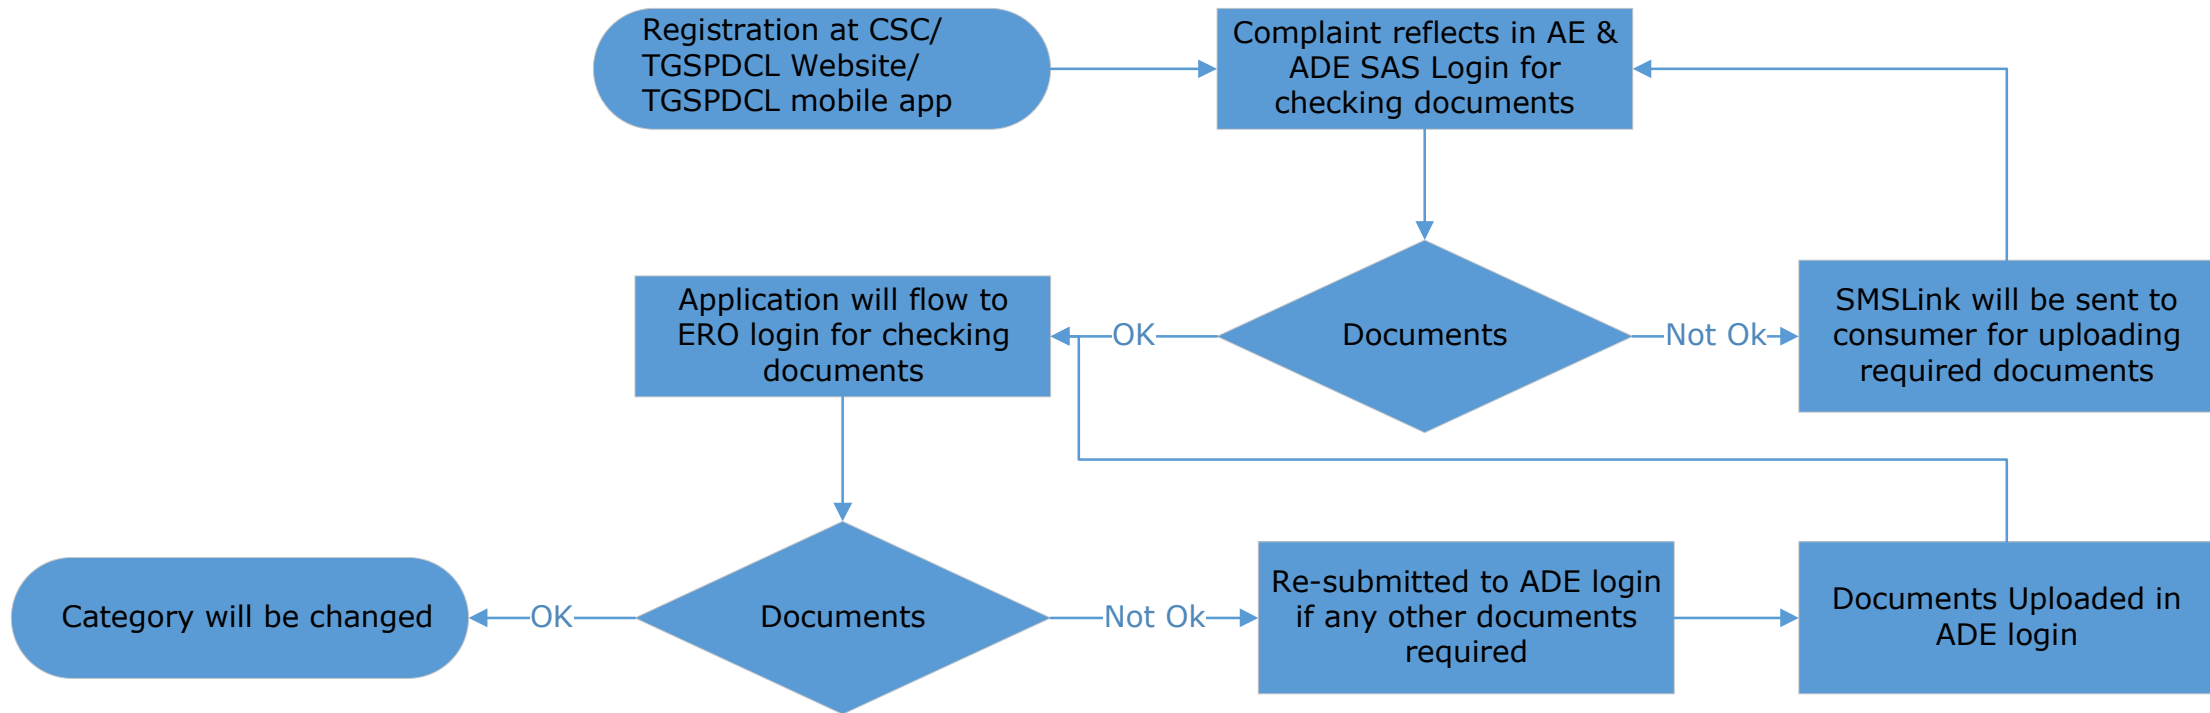 Registration at CSC/
TGSPDCL Website/
TGSPDCL mobile app
Complaint reflects in AE &
ADE SAS Login for
checking documents
Application will flow to
ERO login for checking
documents
OK
Documents
Not Ok
SMSLink will be sent to
consumer for uploading
required documents
Category will be changed
OK
Documents
Not Ok
Re-submitted to ADE login
if any other documents
required
Documents Uploaded in
ADE login